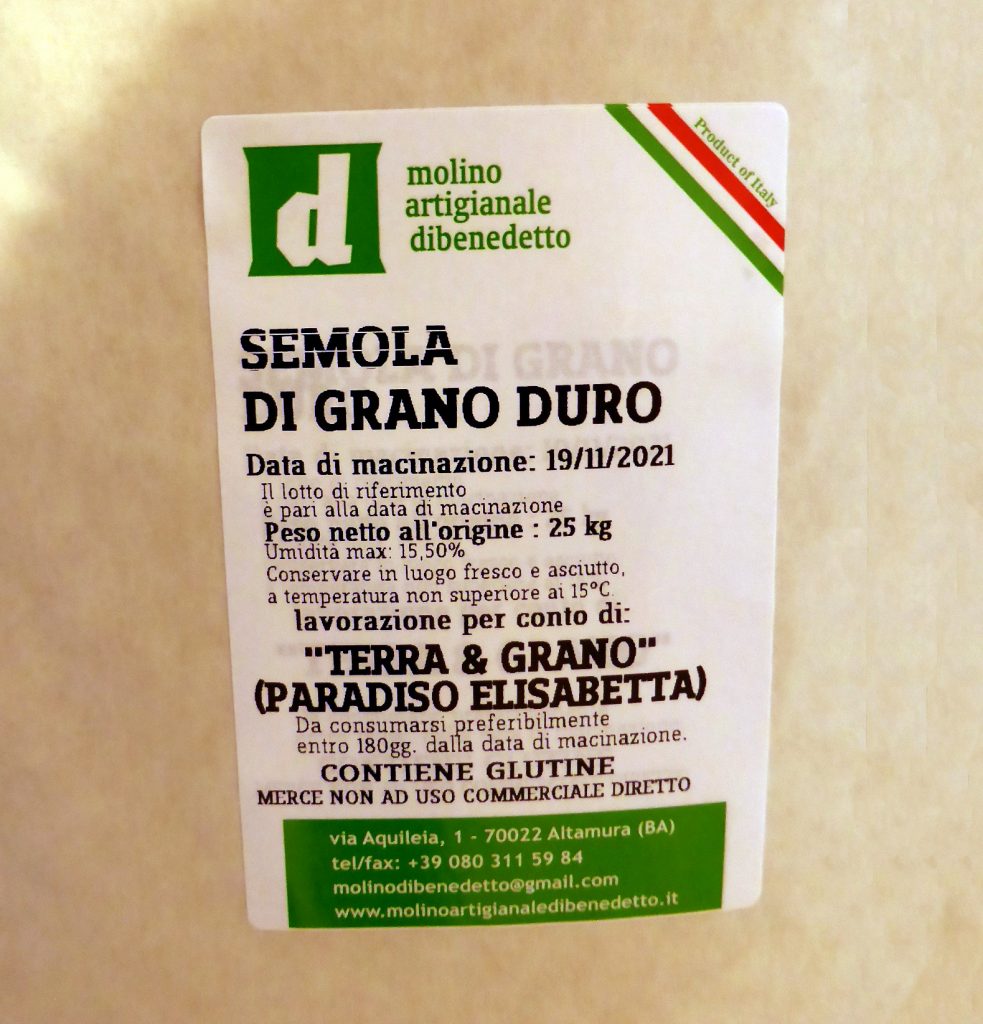 d
molino
artigianale
dibenedetto
Product of Italy
SEMOLA
DI GRANO DURO
Data di macinazione: 19/11/2021
Il lotto di riferimento
è pari alla data di macinazione
Peso netto all'origine : 25 kg
Umidità max: 15,50%
Conservare in luogo fresco e asciutto,
a temperatura non superiore ai 15°C.
lavorazione per conto di:
"TERRA & GRANO"
(PARADISO ELISABETTA)
Da consumarsi preferibilmente
entro 180gg. dalla data di macinazione.
CONTIENE GLUTINE
MERCE NON AD USO COMMERCIALE DIRETTO
via Aquileia, 1 - 70022 Altamura (BA)
tel/fax: +39 080 311 59 84
molinodibenedetto@gmail.com
www.molinoartigianaledibenedetto.it